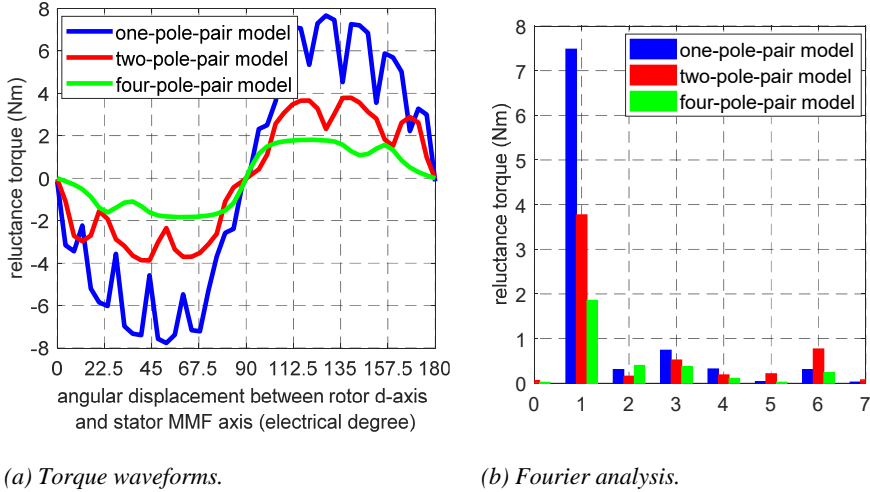 8
6
4
2
0
-2
-4
-6
-8
reluctance torque (Nm)
one-pole-pair model
two-pole-pair model
four-pole-pair model
0 22.5 45 67.5 90 112.5 135 157.5 180
angular displacement between rotor d-axis
and stator MMF axis (electrical degree)
(a) Torque waveforms.
8
7
6
5
4
3
2
1
0
reluctance torque (Nm)
one-pole-pair model
two-pole-pair model
four-pole-pair model
0 1 2 3 4 5 6 7
(b) Fourier analysis.